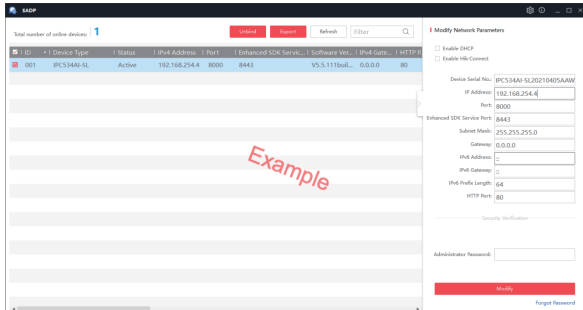 SADP
Total number of online devices: 1
Unbind
Export
Refresh
Filter
ID
Device Type
Status
IPv4 Address
Port
Enhanced SDK Servic...
Software Ver...
IPv4 Gate...
HTTP P
001
IPC534AI-SL
Active
192.168.254.4
8000
8443
V5.5.111buil...
0.0.0.0
80
Example
Modify Network Parameters
Enable DHCP
Enable Hik-Connect
Device Serial No.: IPC534AI-SL20210405AAW
IP Address: 192.168.254.4
Port: 8000
Enhanced SDK Service Port: 8443
Subnet Mask: 255.255.255.0
Gateway: 0.0.0.0
IPv6 Address: ::
IPv6 Gateway: ::
IPv6 Prefix Length: 64
HTTP Port: 80
Security Verification
Administrator Password:
Modify
Forgot Password